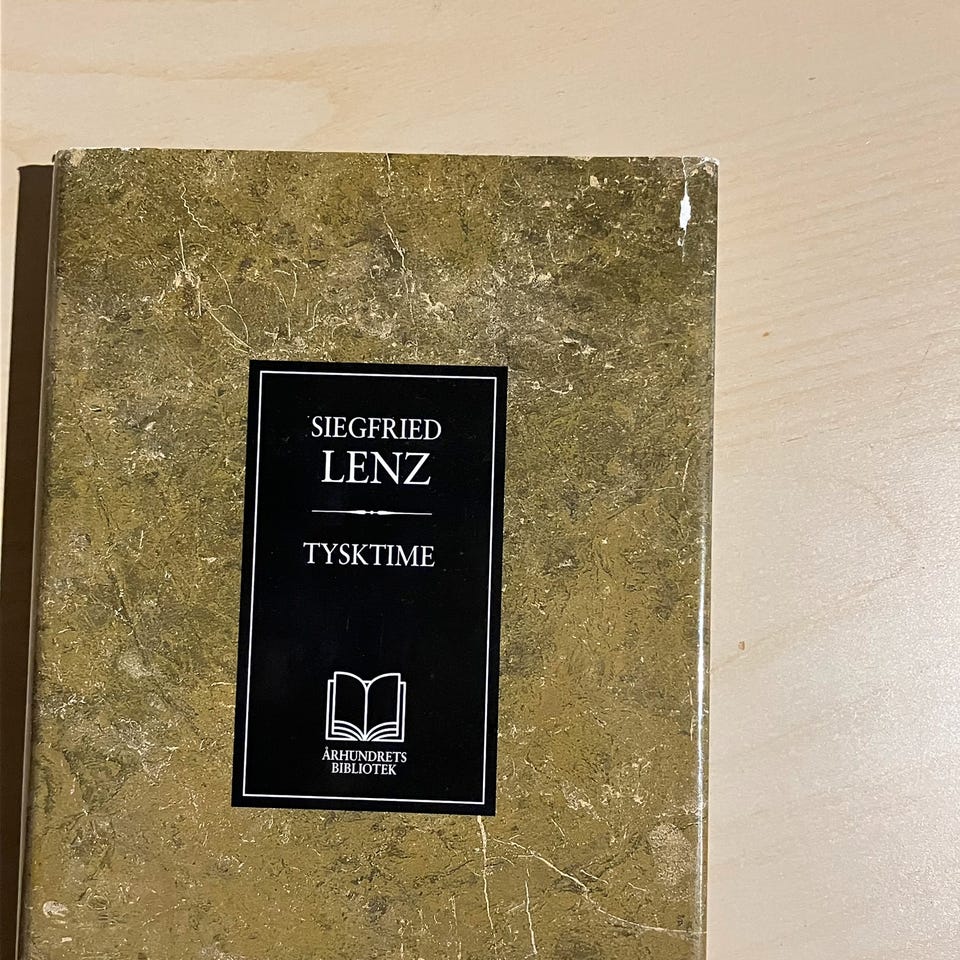 SIEGFRIED
LENZ
TYSKTIME
ÅRHUNDRETS
BIBLIOTEK